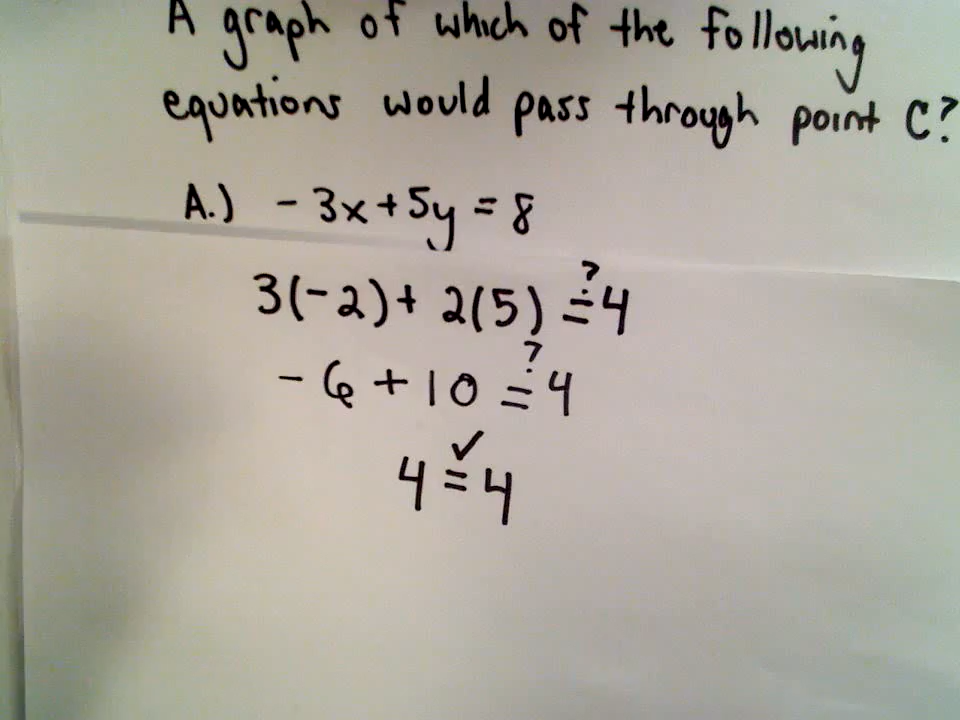 A graph of which of the following
equations would pass through point C?
A.) -3x+5y=8
3(-2)+2(5)≟4
-6+10≟4
✓
4=4